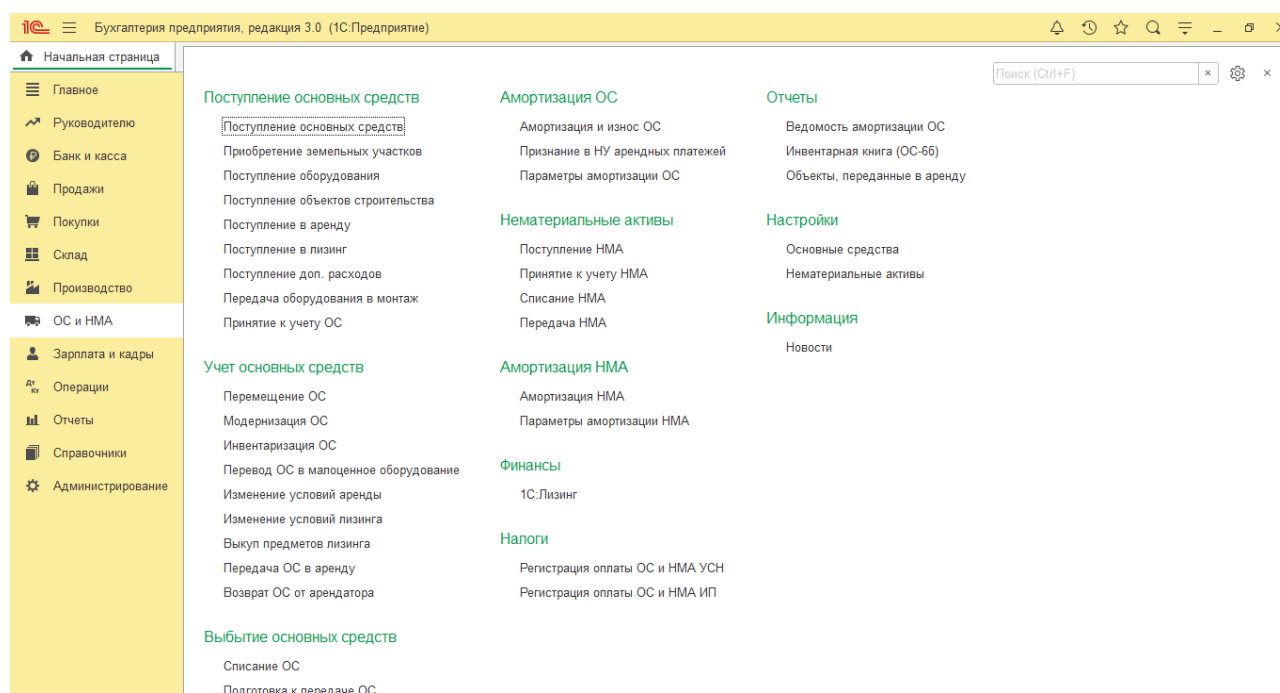 1С Бухгалтерия предприятия, редакция 3.0 (1С:Предприятие)
Начальная страница
Поиск (Ctrl+F)
Главное
Руководителю
Банк и касса
Продажи
Покупки
Склад
Производство
ОС и НМА
Зарплата и кадры
Дт Кт Операции
Отчеты
Справочники
Администрирование
Поступление основных средств
Поступление основных средств
Приобретение земельных участков
Поступление оборудования
Поступление объектов строительства
Поступление в аренду
Поступление в лизинг
Поступление доп. расходов
Передача оборудования в монтаж
Принятие к учету ОС
Учет основных средств
Перемещение ОС
Модернизация ОС
Инвентаризация ОС
Перевод ОС в малоценное оборудование
Изменение условий аренды
Изменение условий лизинга
Выкуп предметов лизинга
Передача ОС в аренду
Возврат ОС от арендатора
Выбытие основных средств
Списание ОС
Подготовка к передаче ОС
Амортизация ОС
Амортизация и износ ОС
Признание в НУ арендных платежей
Параметры амортизации ОС
Нематериальные активы
Поступление НМА
Принятие к учету НМА
Списание НМА
Передача НМА
Амортизация НМА
Амортизация НМА
Параметры амортизации НМА
Финансы
1С:Лизинг
Налоги
Регистрация оплаты ОС и НМА УСН
Регистрация оплаты ОС и НМА ИП
Отчеты
Ведомость амортизации ОС
Инвентарная книга (ОС-6б)
Объекты, переданные в аренду
Настройки
Основные средства
Нематериальные активы
Информация
Новости